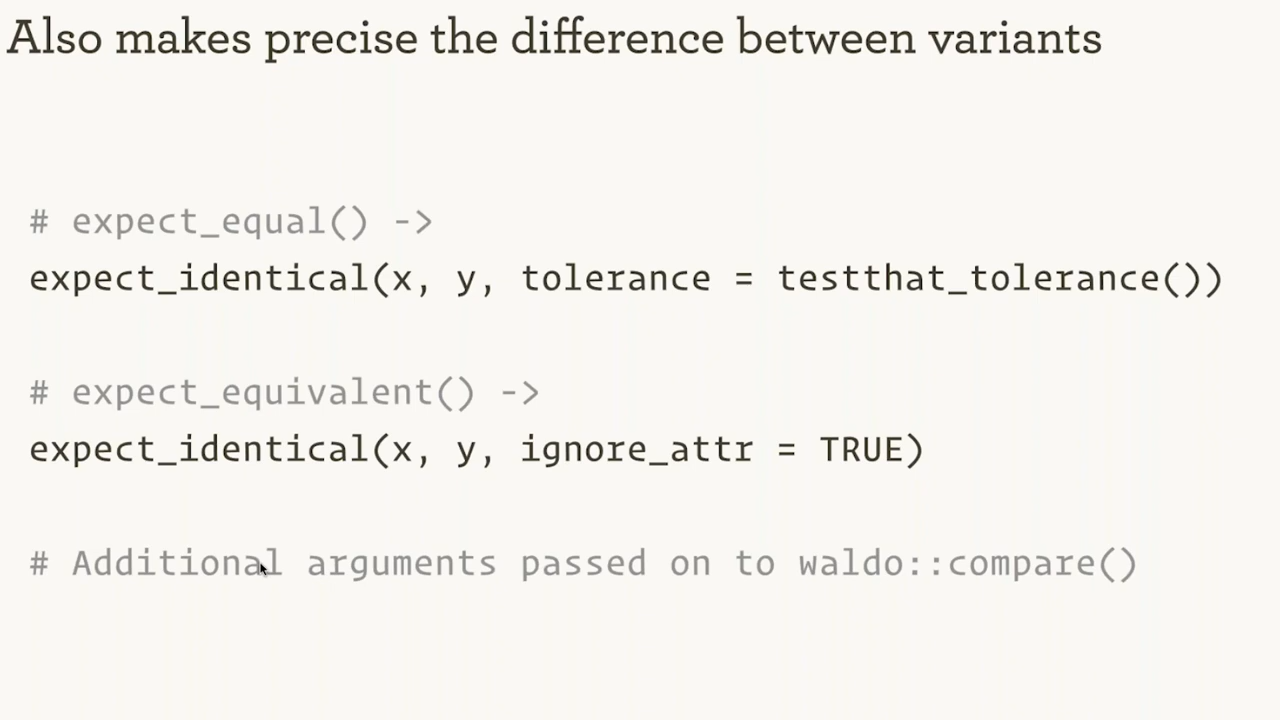 Also makes precise the difference between variants
# expect_equal() ->
expect_identical(x, y, tolerance = testthat_tolerance())
# expect_equivalent() ->
expect_identical(x, y, ignore_attr = TRUE)
# Additional arguments passed on to waldo::compare()